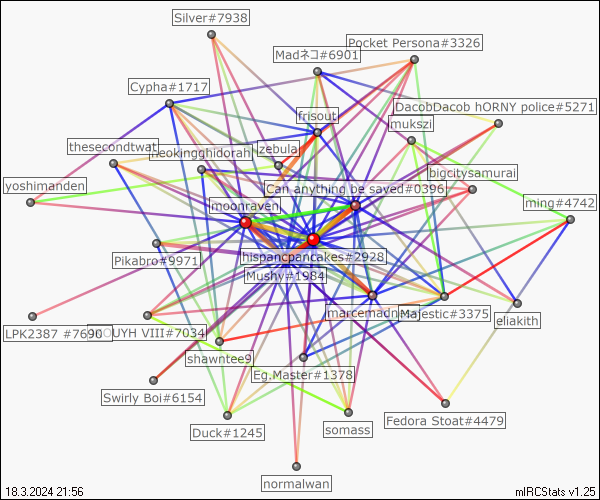 Silver#7938
Pocket Persona#3326
Madネコ#6901
Cypha#1717
DacobDacob hORNY police#5271
frisout
mukszi
thesecondtwat
neokingghidorah
zebula
bigcitysamurai
yoshimanden
Can anything be sayed#0396
moonraven
ming#4742
hispancpancakes#2928
Pikabro#9971
Mushy#1984
marcemadness
Majestic#3375
eliakith
LPK2387 #7690
OUYH VIII#7034
shawntee9
Eg.Master#1378
Swirly Boi#6154
Fedora Stoat#4479
somass
Duck#1245
normalwan
18.3.2024 21:56
mIRCStats v1.25